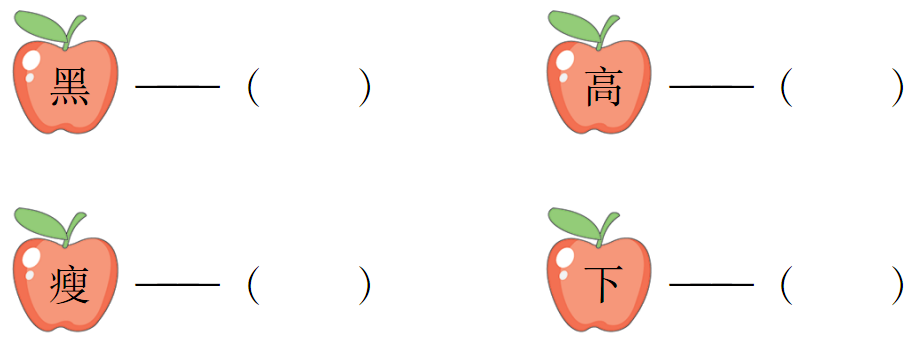 黑 ——（　　） 高 ——（　　）
瘦 ——（　　） 下 ——（　　）